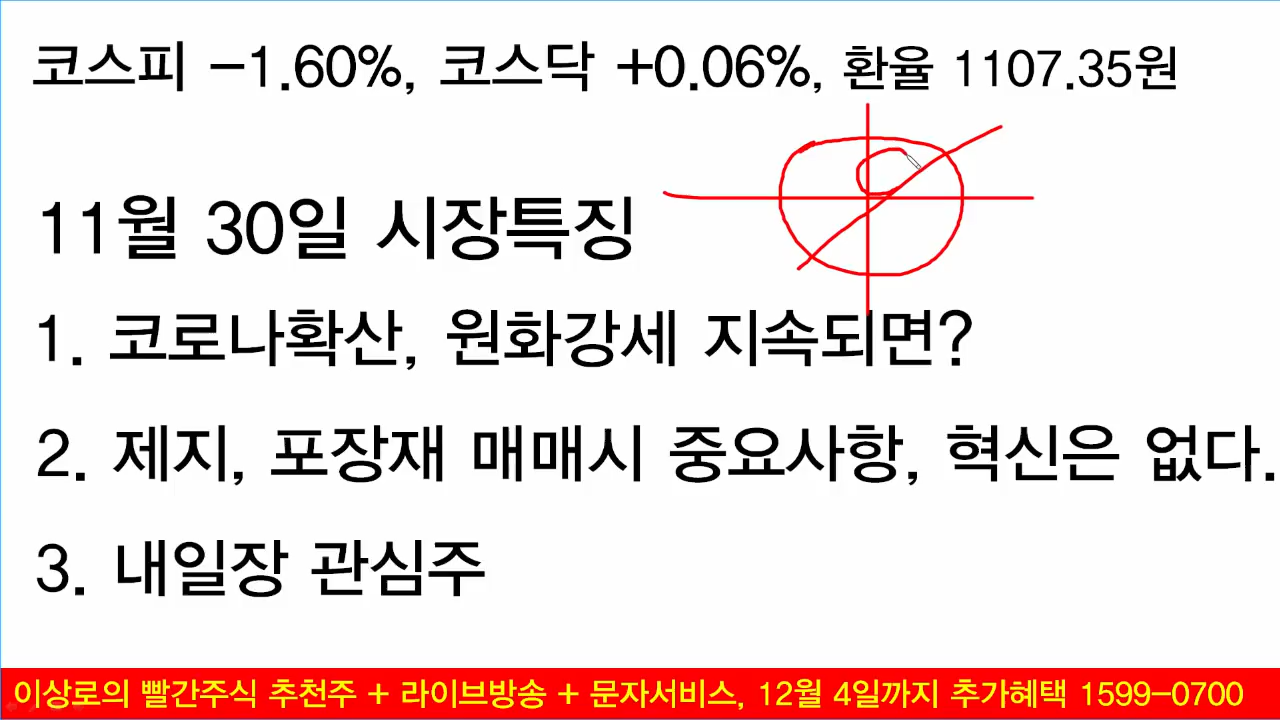 코스피 -1.60%, 코스닥 +0.06%, 환율 1107.35원
11월 30일 시장특징
1. 코로나확산, 원화강세 지속되면?
2. 제지, 포장재 매매시 중요사항, 혁신은 없다.
3. 내일장 관심주
이상로의 빨간주식 추천주 + 라이브방송 + 문자서비스, 12월 4일까지 추가혜택 1599-0700